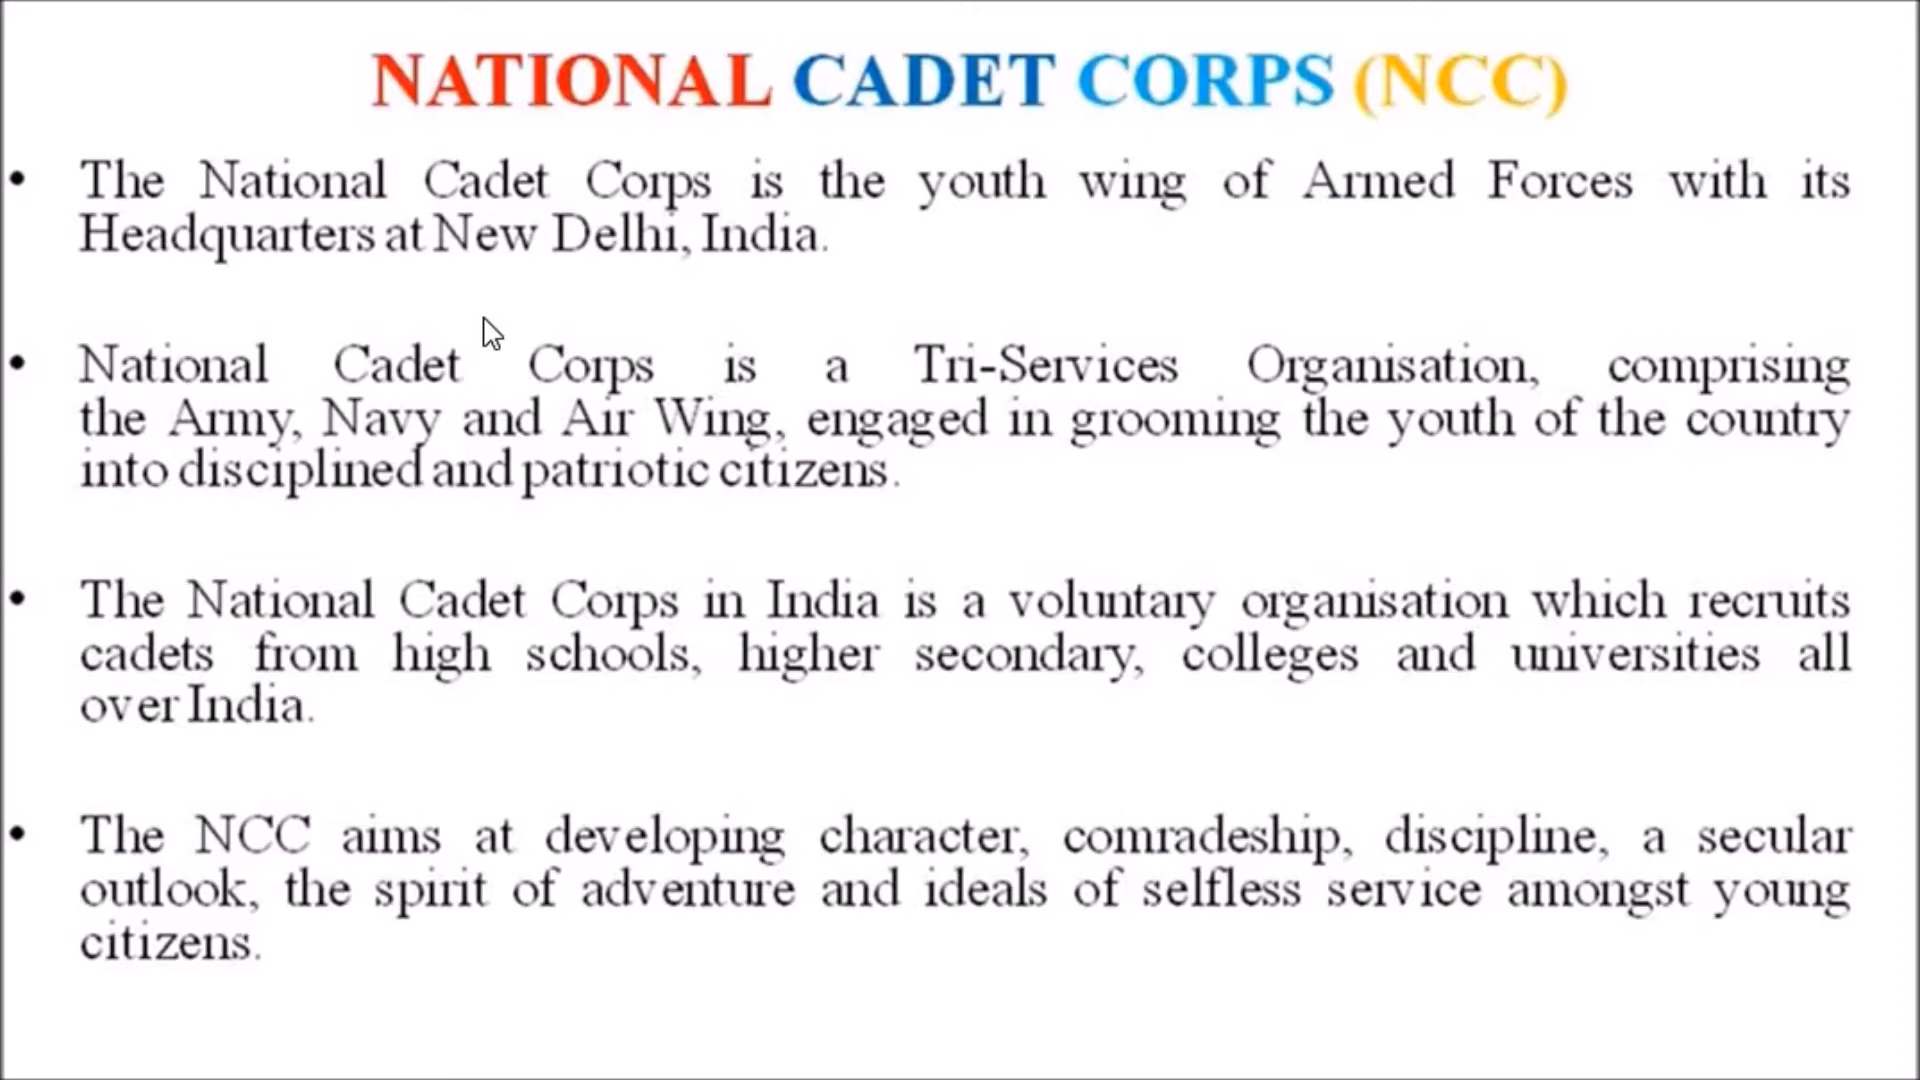 NATIONAL CADET CORPS (NCC)
• The National Cadet Corps is the youth wing of Armed Forces with its
Headquarters at New Delhi, India.
• National Cadet Corps is a Tri-Services Organisation, comprising
the Army, Navy and Air Wing, engaged in grooming the youth of the country
into disciplined and patriotic citizens.
• The National Cadet Corps in India is a voluntary organisation which recruits
cadets from high schools, higher secondary, colleges and universities all
over India.
• The NCC aims at developing character, comradeship, discipline, a secular
outlook, the spirit of adventure and ideals of selfless service amongst young
citizens.